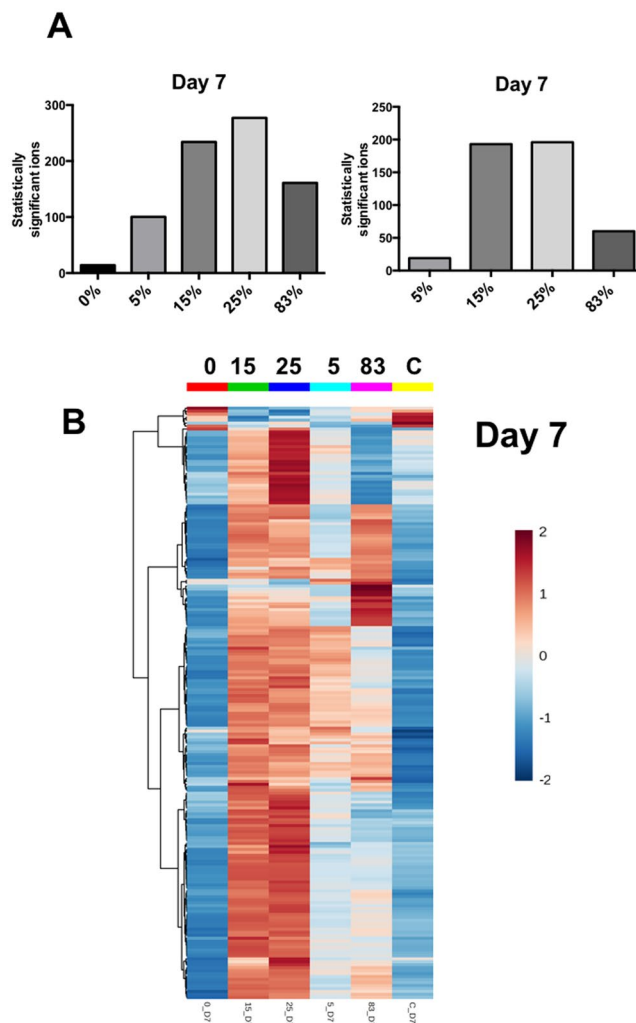 A
Day 7
Statistically
significant ions
300
200
100
0
0%
5%
15%
25%
83%
Day 7
Statistically
significant ions
250
200
150
100
50
0
5%
15%
25%
83%
B
0 15 25 5 83 C
Day 7
2
1
0
-1
-2
0_D7
15_D
25_D
5_D7
83_D
C_D7